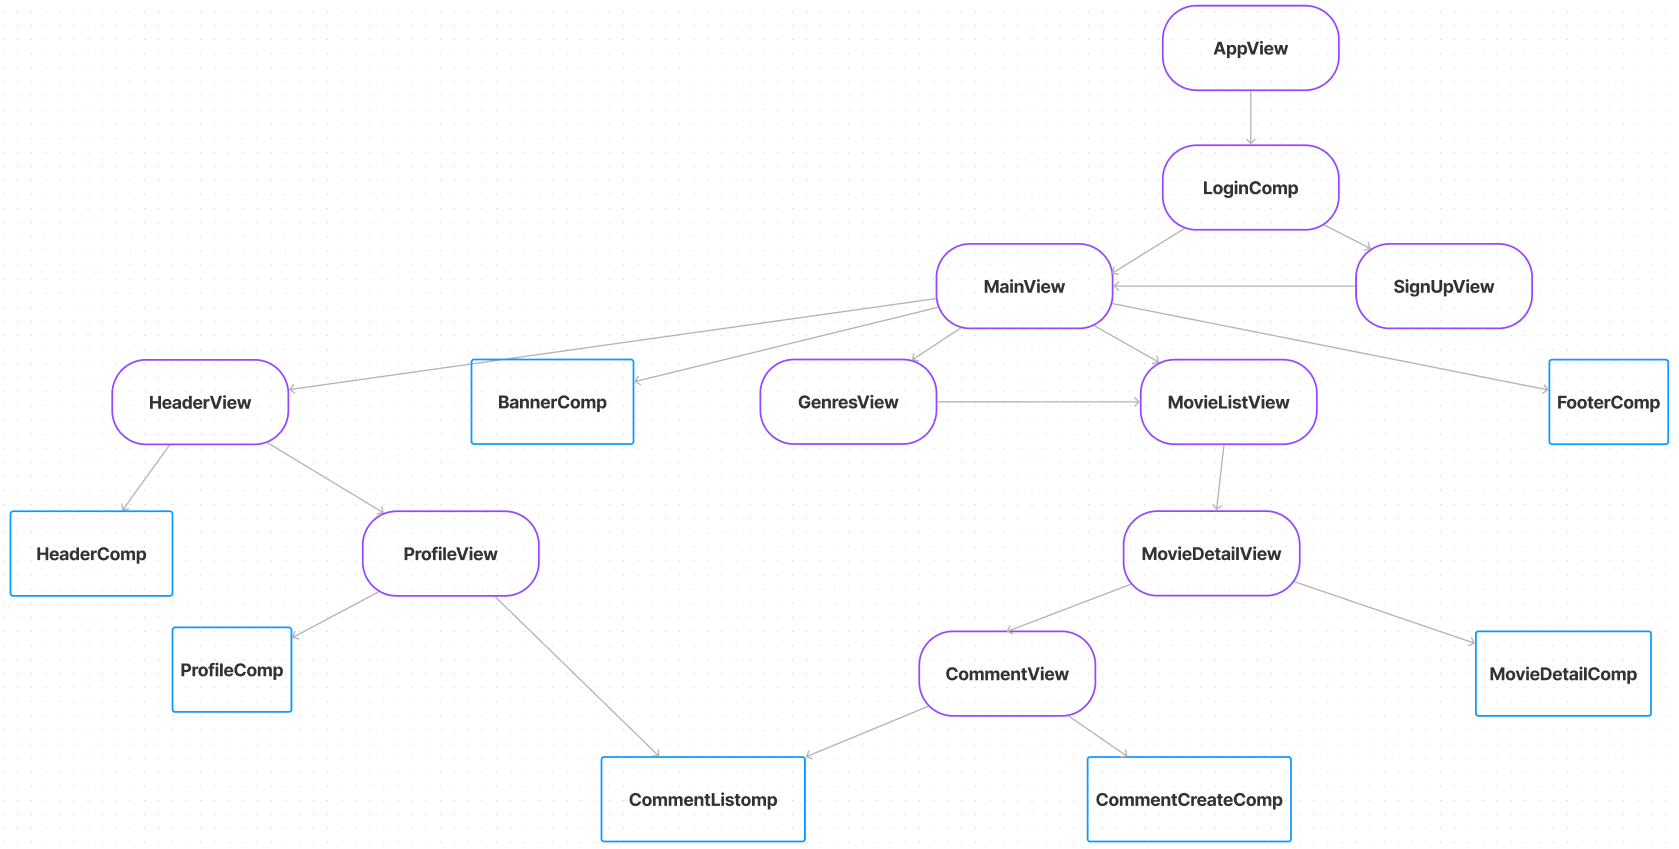 AppView
LoginComp
MainView
SignUpView
HeaderView
BannerComp
GenresView
MovieListView
FooterComp
HeaderComp
ProfileView
MovieDetailView
ProfileComp
CommentView
MovieDetailComp
CommentListomp
CommentCreateComp